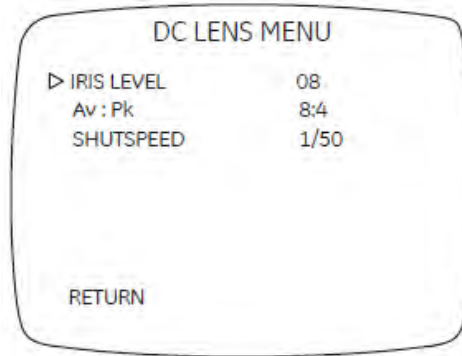 DC LENS MENU
▷ IRIS LEVEL 08
Av : Pk 8:4
SHUTSPEED 1/50
RETURN